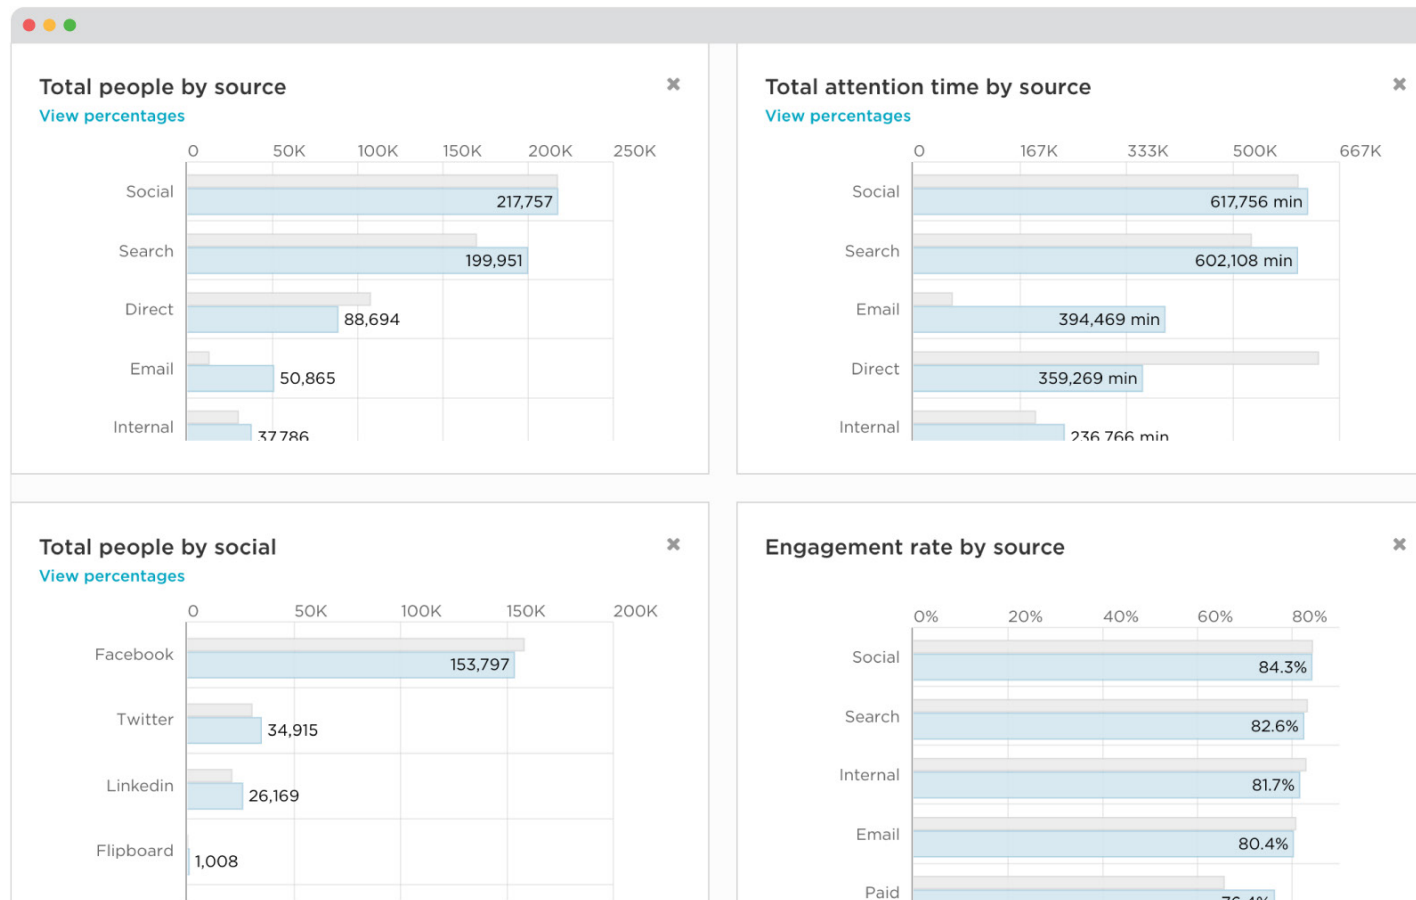 Total people by source
View percentages
0 50K 100K 150K 200K 250K
Social 217,757
Search 199,951
Direct 88,694
Email 50,865
Internal 37,786
Total attention time by source
View percentages
0 167K 333K 500K 667K
Social 617,756 min
Search 602,108 min
Email 394,469 min
Direct 359,269 min
Internal 236,766 min
Total people by social
View percentages
0 50K 100K 150K 200K
Facebook 153,797
Twitter 34,915
Linkedin 26,169
Flipboard 1,008
Engagement rate by source
0% 20% 40% 60% 80%
Social 84.3%
Search 82.6%
Internal 81.7%
Email 80.4%
Paid